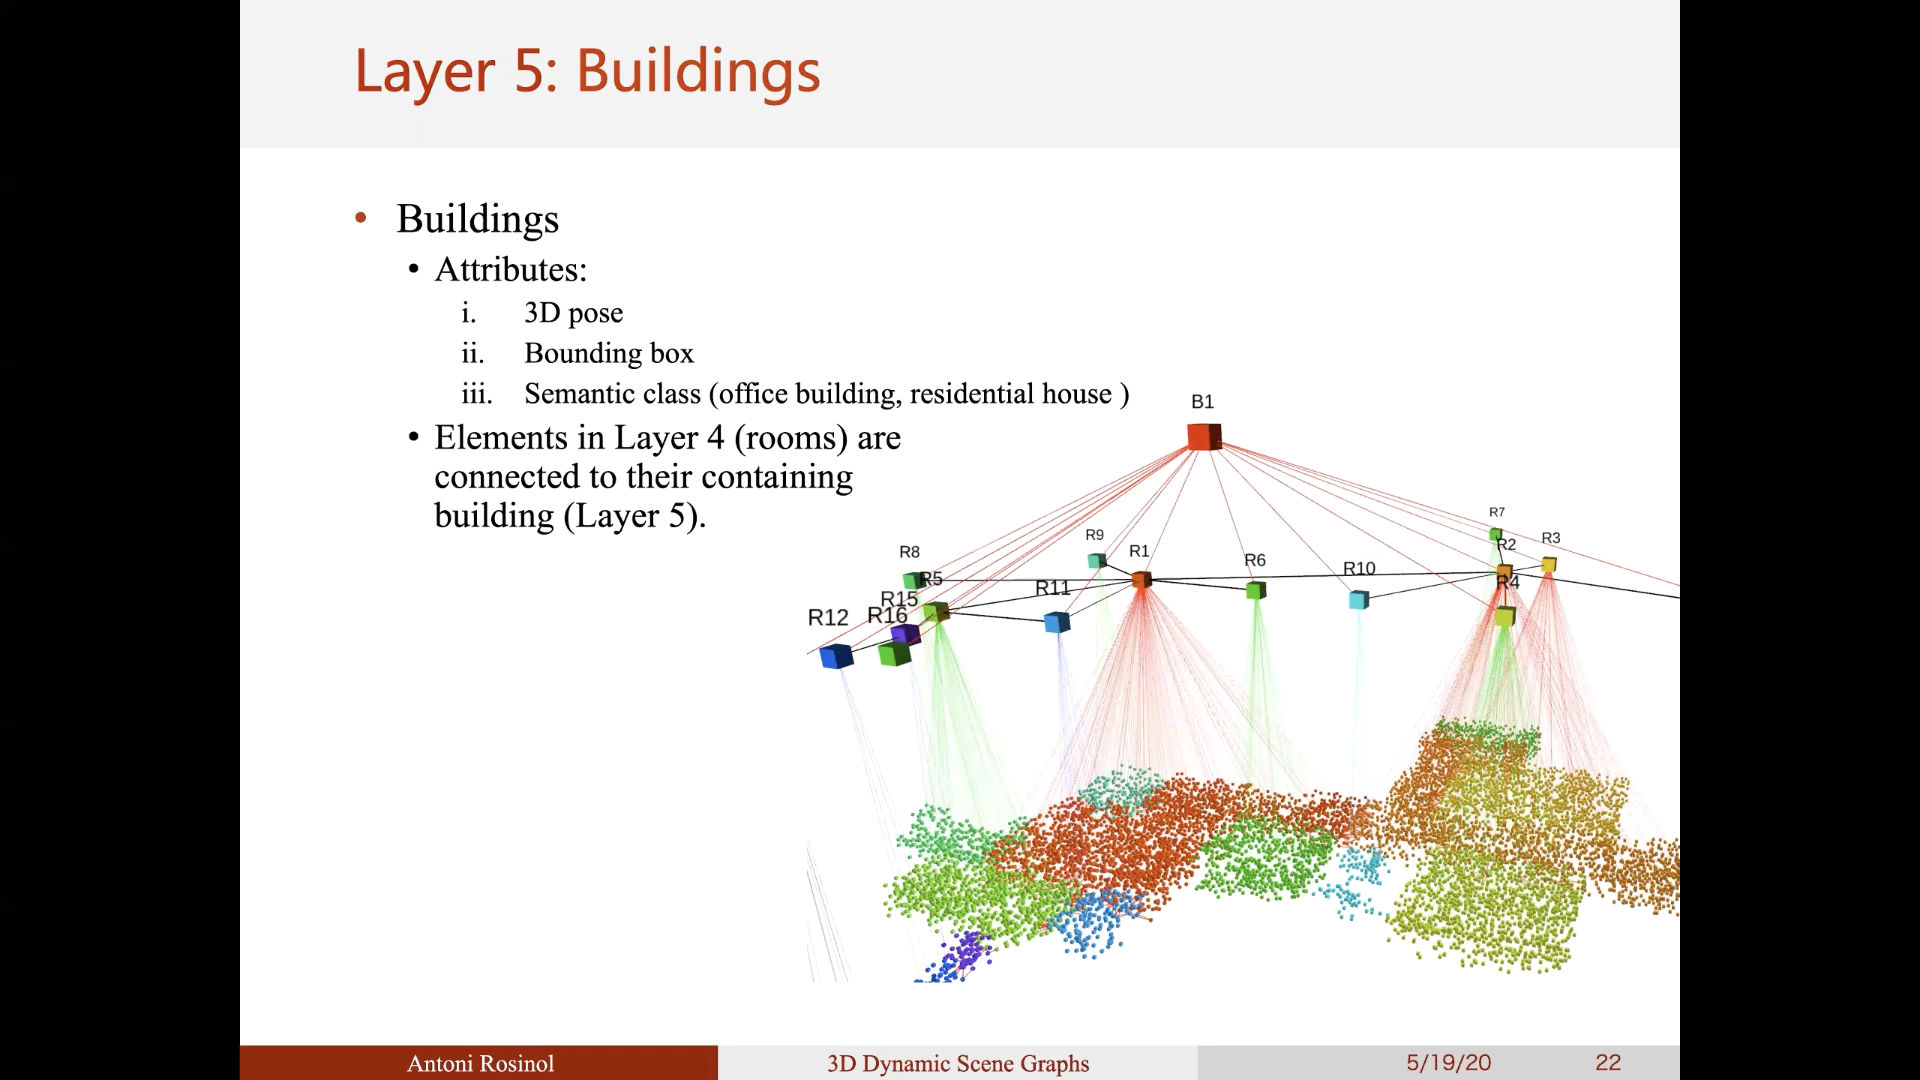 Layer 5: Buildings
• Buildings
• Attributes:
i. 3D pose
ii. Bounding box
iii. Semantic class (office building, residential house )
• Elements in Layer 4 (rooms) are
connected to their containing
building (Layer 5).
B1
R7
R9
R2
R3
R8
R1
R6
R10
R5
R11
R4
R15
R12
R16
Antoni Rosinol
3D Dynamic Scene Graphs
5/19/20
22